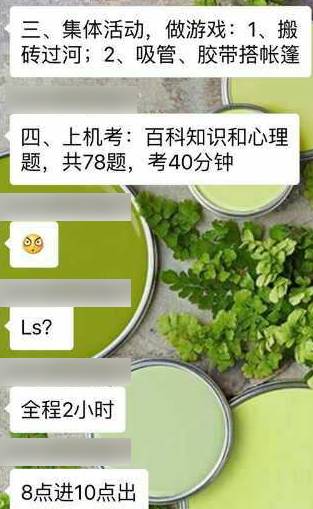 三、集体活动，做游戏：1、搬
砖过河；2、吸管、胶带搭帐篷
四、上机考：百科知识和心理
题，共78题，考40分钟
Ls?
全程2小时
8点进10点出